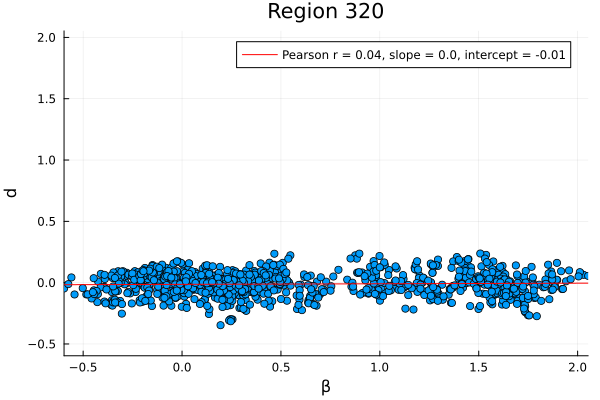 Region 320
Pearson r = 0.04, slope = 0.0, intercept = -0.01
2.0
1.5
1.0
0.5
0.0
−0.5
d
−0.5 0.0 0.5 1.0 1.5 2.0
β